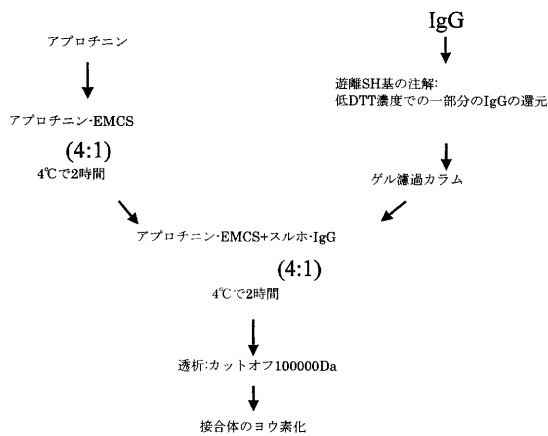 アプロチニン
アプロチニン-EMCS
(4:1)
4℃で2時間
IgG
遊離SH基の注解:
低DTT濃度での一部分のIgGの還元
ゲル濾過カラム
アプロチニン-EMCS+スルホ-IgG
(4:1)
4℃で2時間
透析:カットオフ100000Da
接合体のヨウ素化